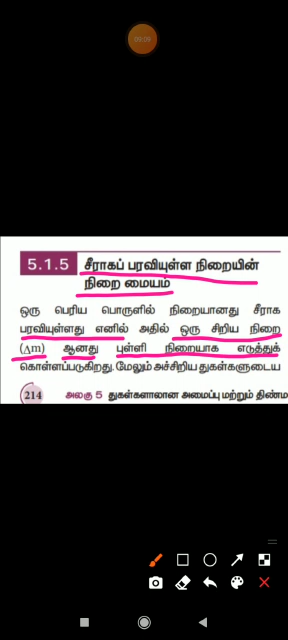 5.1.5 சீராகப் பரவியுள்ள நிறையின்
நிறை மையம்
ஒரு பெரிய பொருளில் நிறையானது சீராக
பரவியுள்ளது எனில் அதில் ஒரு சிறிய நிறை
(Δm) ஆனது புள்ளி நிறையாக எடுத்துக்
கொள்ளப்படுகிறது. மேலும் அச்சிறிய துகள்களுடைய
214 அலகு 5 துகள்களாலான அமைப்பு மற்றும் திண்ம